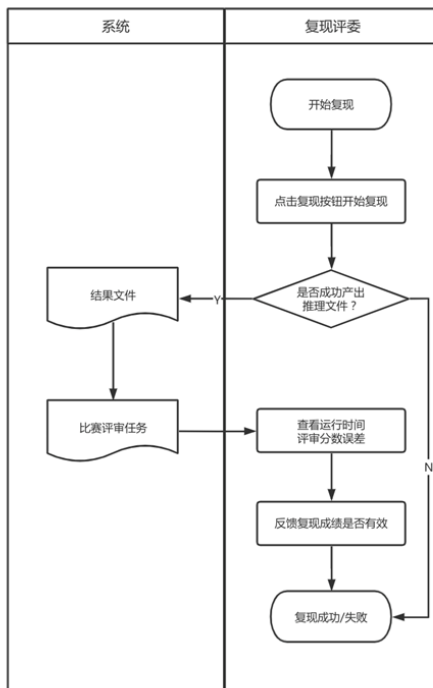 系统
复现评委
开始复现
点击复现按钮开始复现
是否成功产出
推理文件？
Y
结果文件
比赛评审任务
查看运行时间
评审分数误差
N
反馈复现成绩是否有效
复现成功/失败